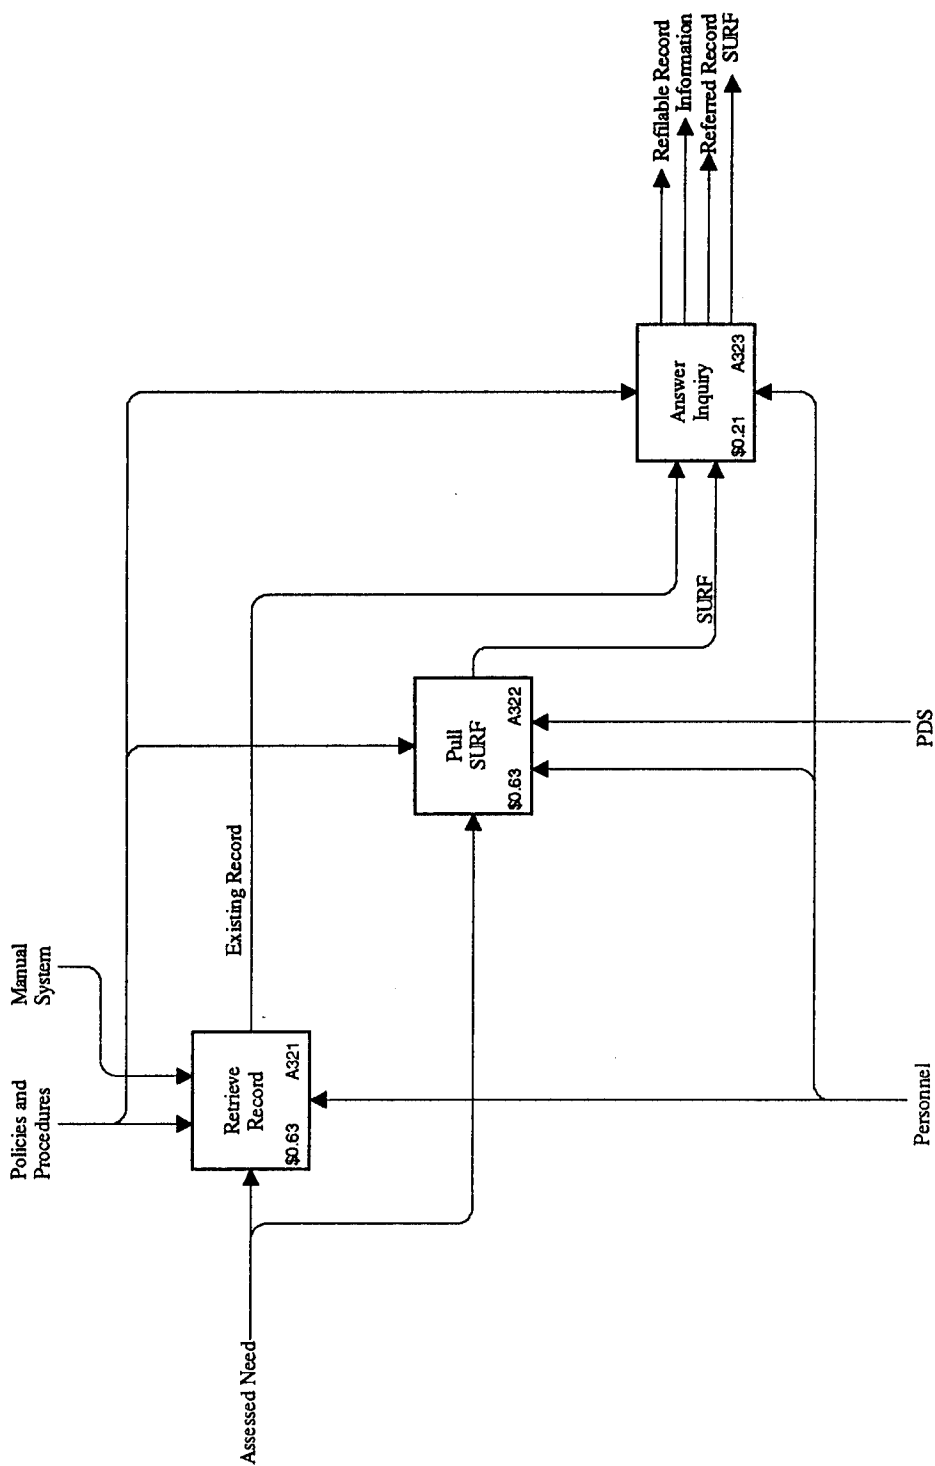 Policies and
Procedures
Manual
System
Assessed Need
Retrieve
Record
$0.63
A321
Existing Record
Pull
SURF
$0.63
A322
SURF
Answer
Inquiry
$0.21
A323
Refilable Record
Information
Referred Record
SURF
Personnel
PDS